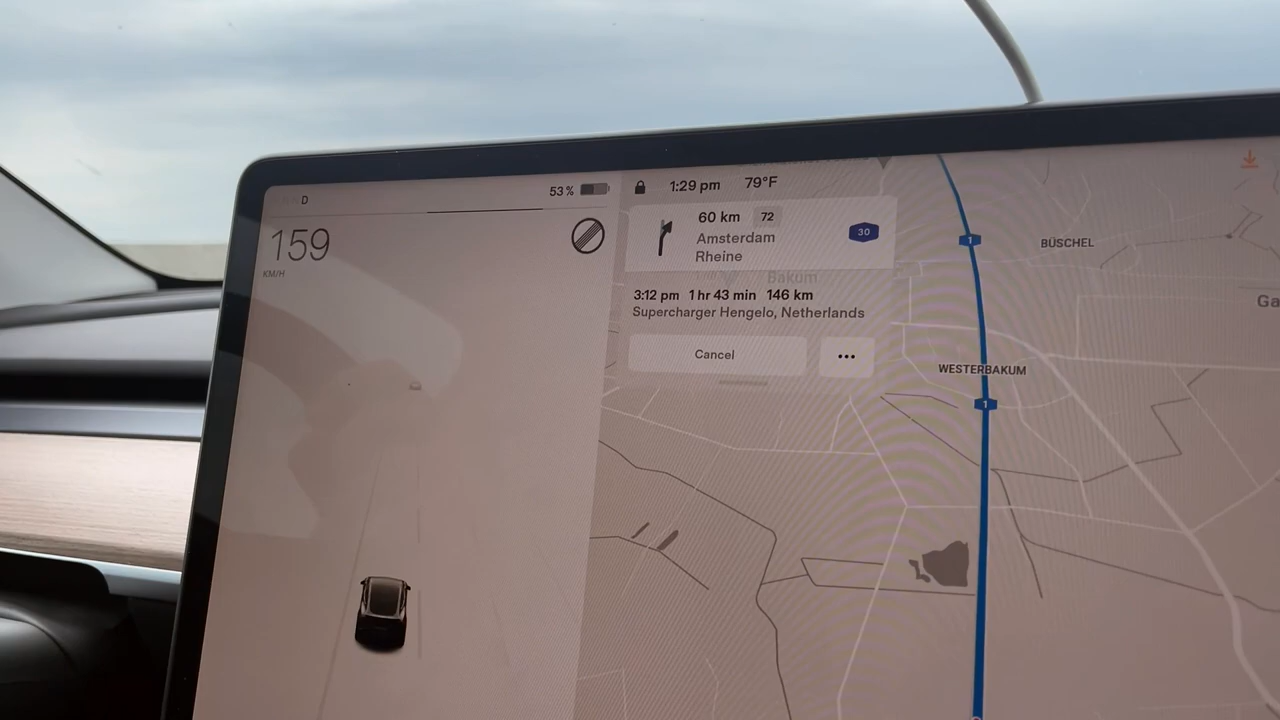 D
53 %
1:29 pm
79°F
159
KM/H
60 km 72
Amsterdam
Rheine
30
Bakum
3:12 pm 1 hr 43 min 146 km
Supercharger Hengelo, Netherlands
Cancel
1
BÜSCHEL
Ga
WESTERBAKUM
1